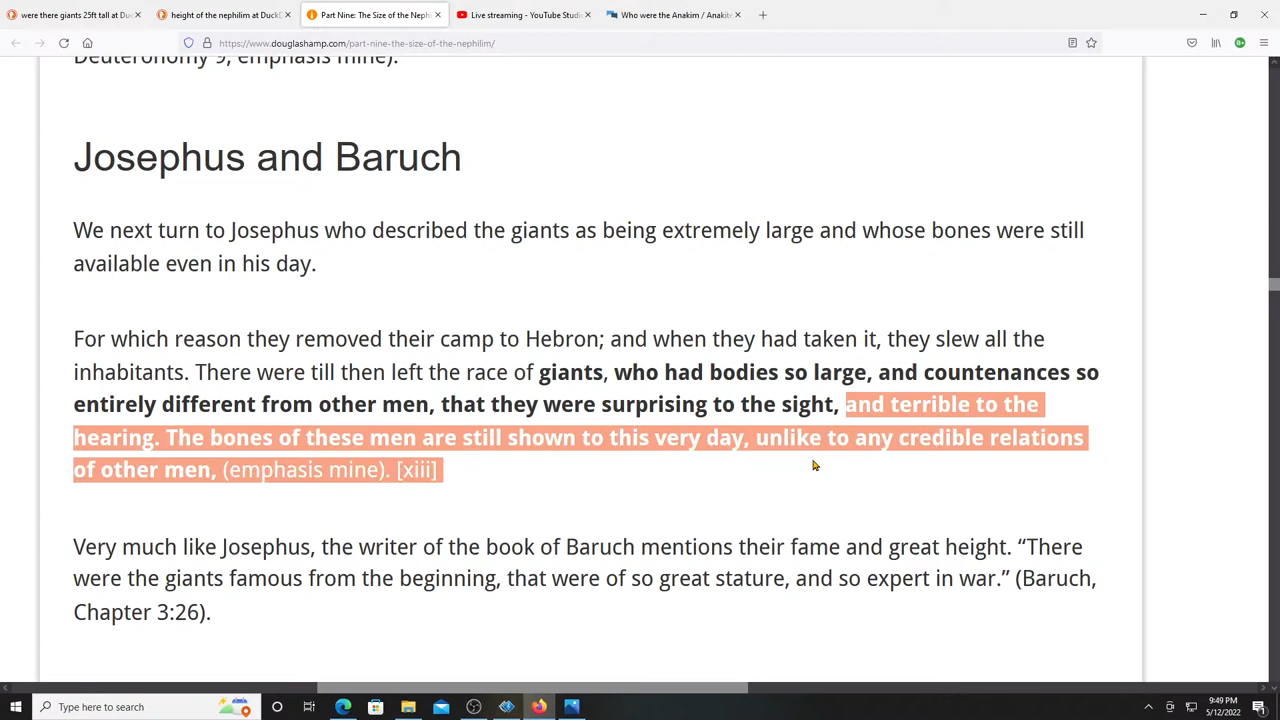 were there giants 25ft tall at Duck
height of the nephilim at Duck
Part Nine: The Size of the Neph
Live streaming - YouTube Studi
Who were the Anakim / Anakite
https://www.douglashamp.com/part-nine-the-size-of-the-nephilim/
Deuteronomy 9, emphasis mine).
Josephus and Baruch
We next turn to Josephus who described the giants as being extremely large and whose bones were still
available even in his day.
For which reason they removed their camp to Hebron; and when they had taken it, they slew all the
inhabitants. There were till then left the race of giants, who had bodies so large, and countenances so
entirely different from other men, that they were surprising to the sight, and terrible to the
hearing. The bones of these men are still shown to this very day, unlike to any credible relations
of other men, (emphasis mine). [xiii]
Very much like Josephus, the writer of the book of Baruch mentions their fame and great height. “There
were the giants famous from the beginning, that were of so great stature, and so expert in war.” (Baruch,
Chapter 3:26).
Type here to search
9:49 PM
5/12/2022